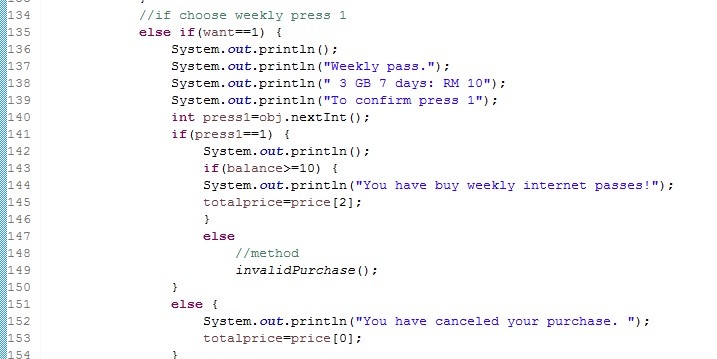 134 //if choose weekly press 1
135 else if(want==1) {
136 System.out.println();
137 System.out.println("Weekly pass.");
138 System.out.println(" 3 GB 7 days: RM 10");
139 System.out.println("To confirm press 1");
140 int press1=obj.nextInt();
141 if(press1==1) {
142 System.out.println();
143 if(balance>=10) {
144 System.out.println("You have buy weekly internet passes!");
145 totalprice=price[2];
146 }
147 else
148 //method
149 invalidPurchase();
150 }
151 else {
152 System.out.println("You have canceled your purchase. ");
153 totalprice=price[0];
154 }